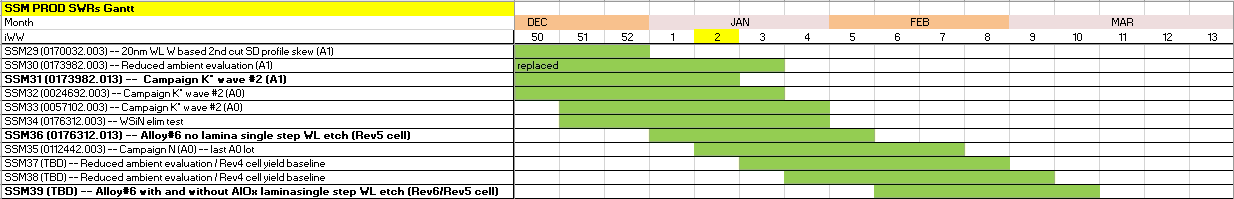 SSM PROD SWRs Gantt
Month DEC JAN FEB MAR
iWW 50 51 52 1 2 3 4 5 6 7 8 9 10 11 12 13
SSM29 (0170032.003) -- 20nm WL W based 2nd cut SD profile skew (A1)
SSM30 (0173982.003) -- Reduced ambient evaluation (A1) replaced
SSM31 (0173982.013) -- Campaign K" wave #2 (A1)
SSM32 (0024692.003) -- Campaign K" wave #2 (A0)
SSM33 (0057102.003) -- Campaign K" wave #2 (A0)
SSM34 (0176312.003) -- WSiN elim test
SSM36 (0176312.013) -- Alloy#6 no lamina single step WL etch (Rev5 cell)
SSM35 (0112442.003) -- Campaign N (A0) -- last A0 lot
SSM37 (TBD) -- Reduced ambient evaluation / Rev4 cell yield baseline
SSM38 (TBD) -- Reduced ambient evaluation / Rev4 cell yield baseline
SSM39 (TBD) -- Alloy#6 with and without AlOx laminasingle step WL etch (Rev6/Rev5 cell)